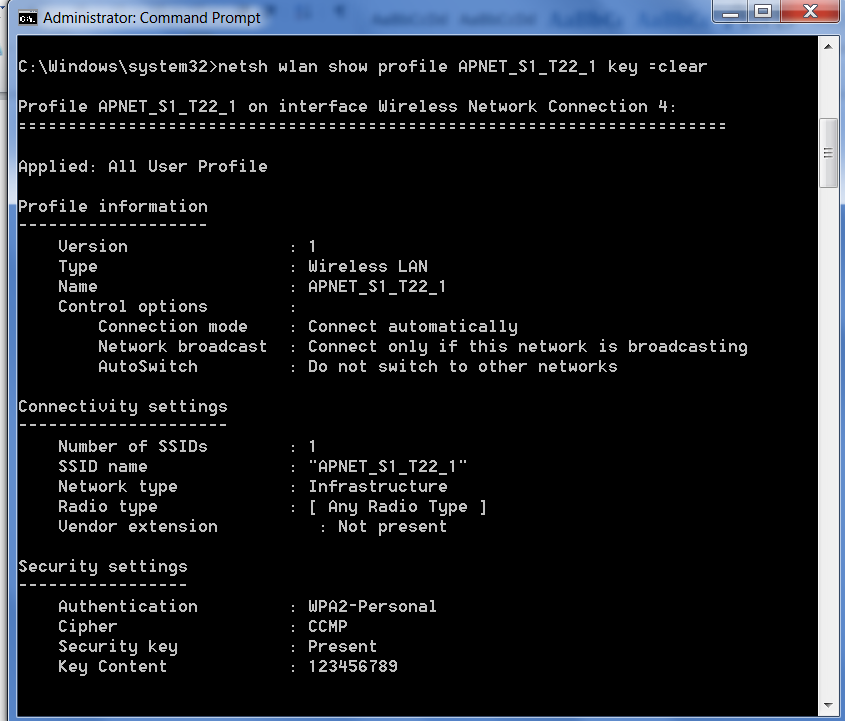 Administrator: Command Prompt
C:\Windows\system32>netsh wlan show profile APNET_S1_T22_1 key =clear
Profile APNET_S1_T22_1 on interface Wireless Network Connection 4:
=======================================================================
Applied: All User Profile
Profile information
-------------------
Version : 1
Type : Wireless LAN
Name : APNET_S1_T22_1
Control options :
Connection mode : Connect automatically
Network broadcast : Connect only if this network is broadcasting
AutoSwitch : Do not switch to other networks
Connectivity settings
---------------------
Number of SSIDs : 1
SSID name : "APNET_S1_T22_1"
Network type : Infrastructure
Radio type : [ Any Radio Type ]
Vendor extension : Not present
Security settings
-----------------
Authentication : WPA2-Personal
Cipher : CCMP
Security key : Present
Key Content : 123456789